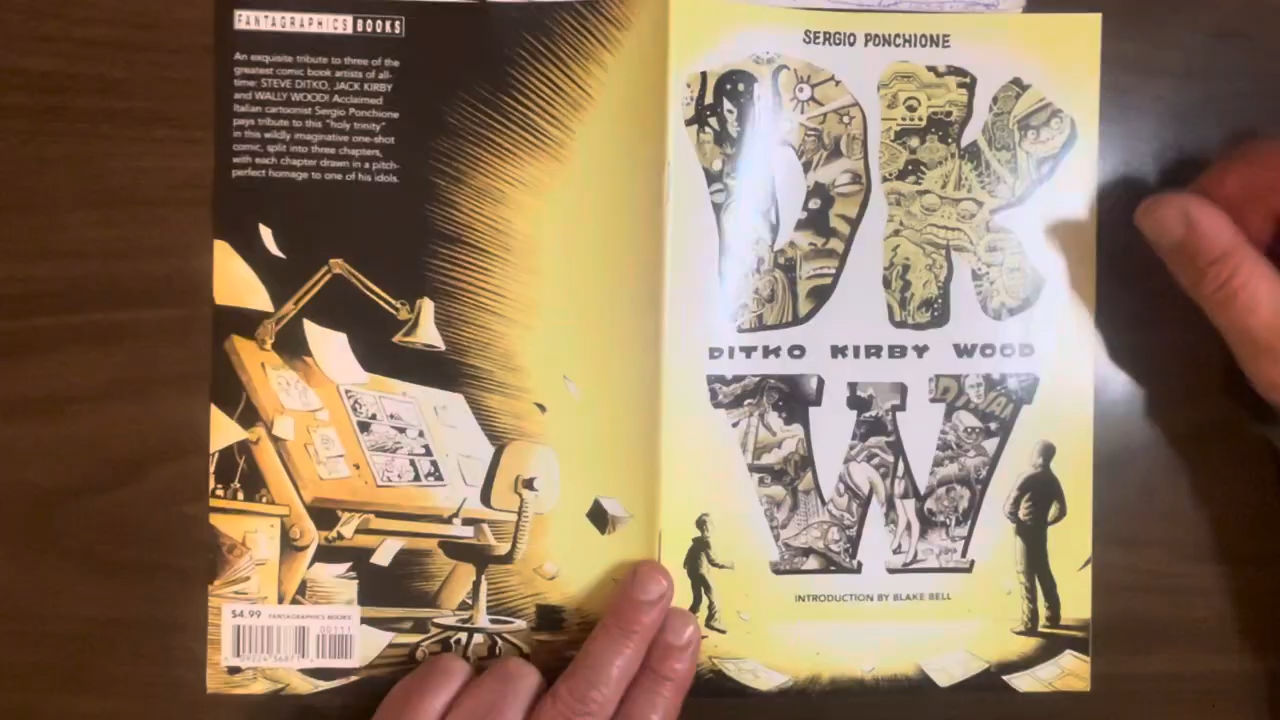 FANTAGRAPHICS BOOKS
An exquisite tribute to three of the
greatest comic book artists of all-
time: STEVE DITKO, JACK KIRBY
and WALLY WOOD! Acclaimed
Italian cartoonist Sergio Ponchione
pays tribute to this "holy trinity"
in this wildly imaginative one-shot
comic, split into three chapters,
with each chapter drawn in a pitch-
perfect homage to one of his idols.
$4.99 FANTAGRAPHICS BOOKS
00111
SERGIO PONCHIONE
DK
DITKO KIRBY WOOD
W
INTRODUCTION BY BLAKE BELL